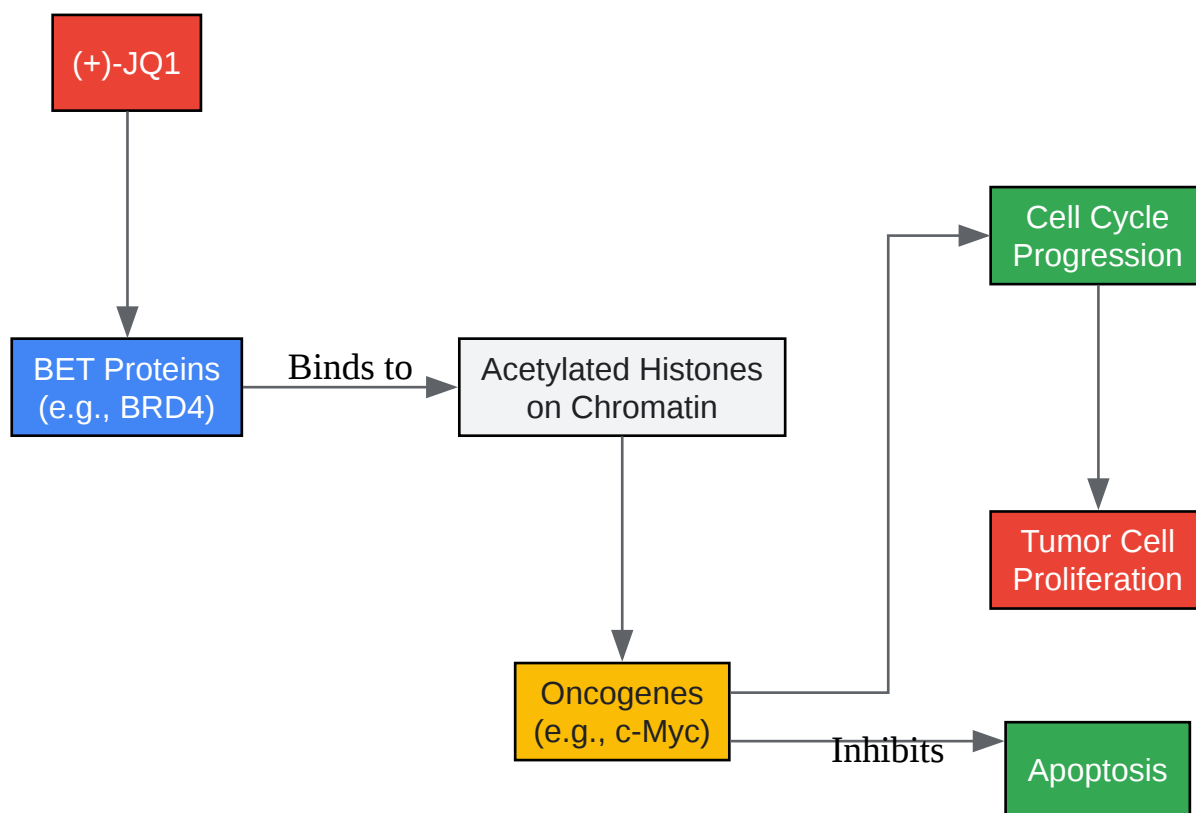 (+)-JQ1
BET Proteins
(e.g., BRD4)
Binds to
Acetylated Histones
on Chromatin
Cell Cycle
Progression
Tumor Cell
Proliferation
Oncogenes
(e.g., c-Myc)
Inhibits
Apoptosis